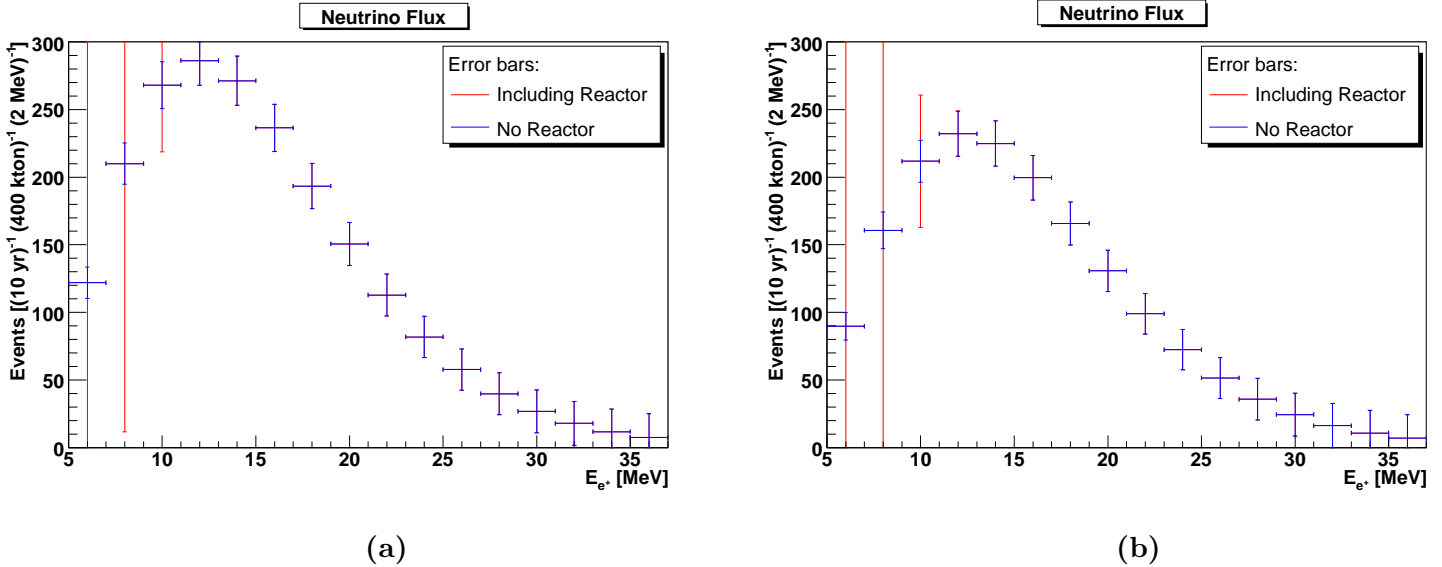 Neutrino Flux
Events [(10 yr)⁻¹ (400 kton)⁻¹ (2 MeV)⁻¹]
300
250
200
150
100
50
0
Error bars:
Including Reactor
No Reactor
5 10 15 20 25 30 35
E_e⁺ [MeV]
(a)
Neutrino Flux
Events [(10 yr)⁻¹ (400 kton)⁻¹ (2 MeV)⁻¹]
300
250
200
150
100
50
0
Error bars:
Including Reactor
No Reactor
5 10 15 20 25 30 35
E_e⁺ [MeV]
(b)